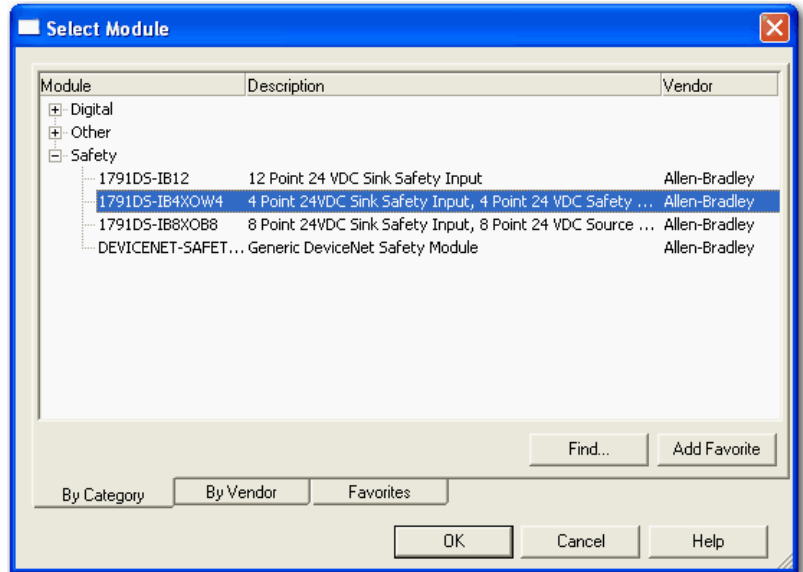 Select Module
Module Description Vendor
Digital
Other
Safety
1791DS-IB12 12 Point 24 VDC Sink Safety Input Allen-Bradley
1791DS-IB4XOW4 4 Point 24VDC Sink Safety Input, 4 Point 24 VDC Safety ... Allen-Bradley
1791DS-IB8XOB8 8 Point 24VDC Sink Safety Input, 8 Point 24 VDC Source ... Allen-Bradley
DEVICENET-SAFET... Generic DeviceNet Safety Module Allen-Bradley
Find... Add Favorite
By Category By Vendor Favorites
OK Cancel Help